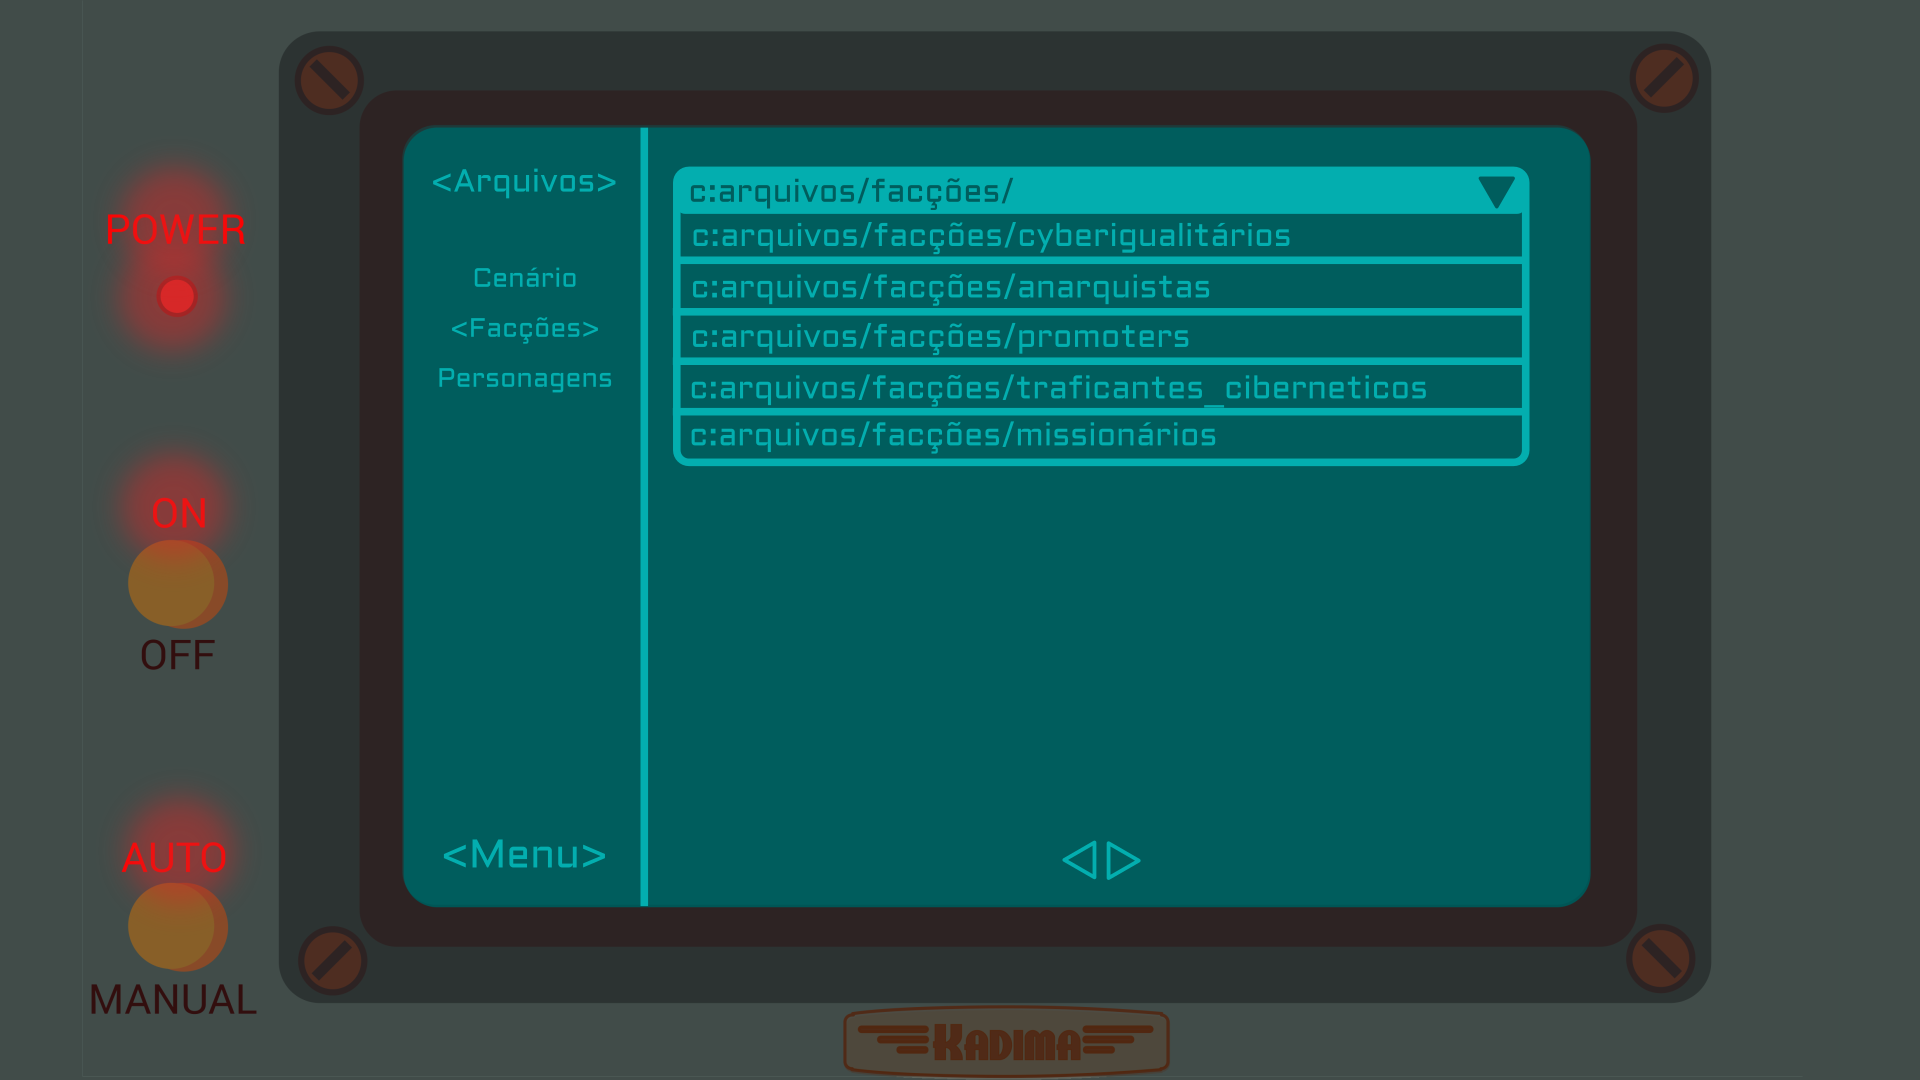 POWER
ON
OFF
AUTO
MANUAL
<Arquivos>
Cenário
<Facções>
Personagens
<Menu>
c:arquivos/facções/
c:arquivos/facções/cyberigualitários
c:arquivos/facções/anarquistas
c:arquivos/facções/promoters
c:arquivos/facções/traficantes_ciberneticos
c:arquivos/facções/missionários
KADIMA